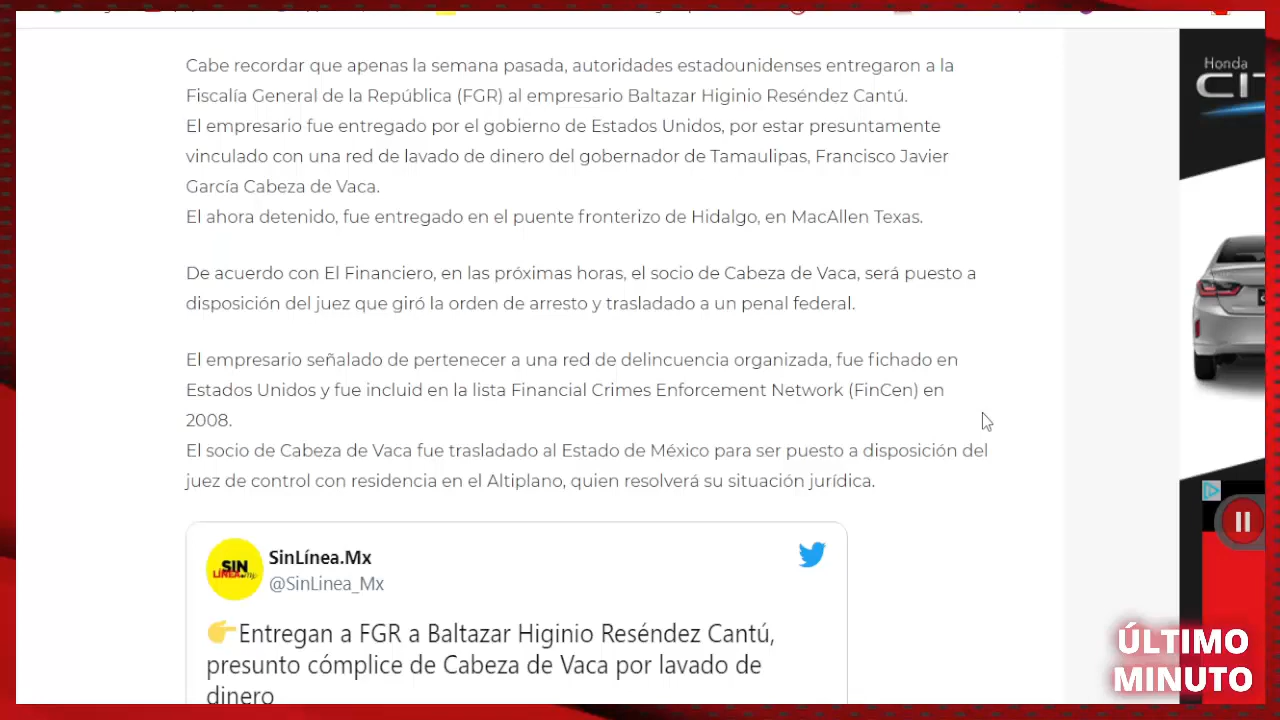 Cabe recordar que apenas la semana pasada, autoridades estadounidenses entregaron a la
Fiscalía General de la República (FGR) al empresario Baltazar Higinio Reséndez Cantú.
El empresario fue entregado por el gobierno de Estados Unidos, por estar presuntamente
vinculado con una red de lavado de dinero del gobernador de Tamaulipas, Francisco Javier
García Cabeza de Vaca.
El ahora detenido, fue entregado en el puente fronterizo de Hidalgo, en MacAllen Texas.
De acuerdo con El Financiero, en las próximas horas, el socio de Cabeza de Vaca, será puesto a
disposición del juez que giró la orden de arresto y trasladado a un penal federal.
El empresario señalado de pertenecer a una red de delincuencia organizada, fue fichado en
Estados Unidos y fue incluid en la lista Financial Crimes Enforcement Network (FinCen) en
2008.
El socio de Cabeza de Vaca fue trasladado al Estado de México para ser puesto a disposición del
juez de control con residencia en el Altiplano, quien resolverá su situación jurídica.
SIN
LÍNEA.mx
SinLínea.Mx
@SinLinea_Mx
👉Entregan a FGR a Baltazar Higinio Reséndez Cantú,
presunto cómplice de Cabeza de Vaca por lavado de
dinero
Honda
ÚLTIMO
MINUTO